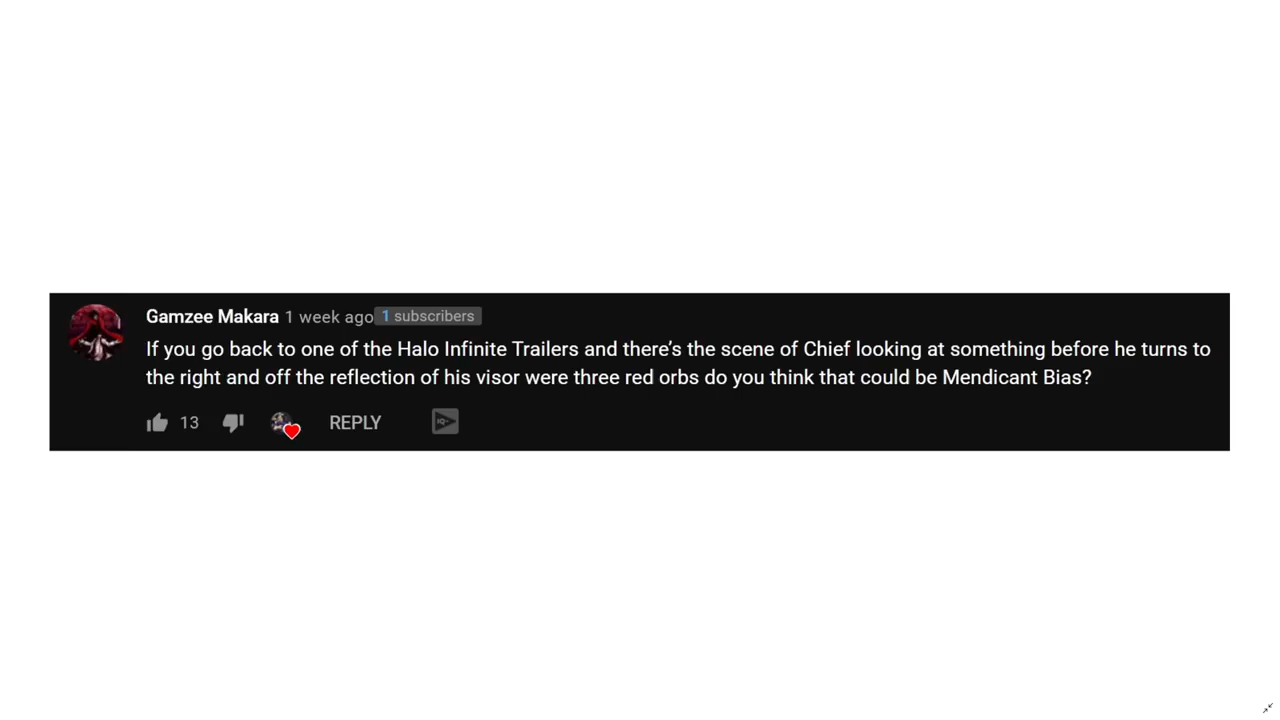 Gamzee Makara 1 week ago 1 subscribers
If you go back to one of the Halo Infinite Trailers and there's the scene of Chief looking at something before he turns to
the right and off the reflection of his visor were three red orbs do you think that could be Mendicant Bias?
13 REPLY IQ